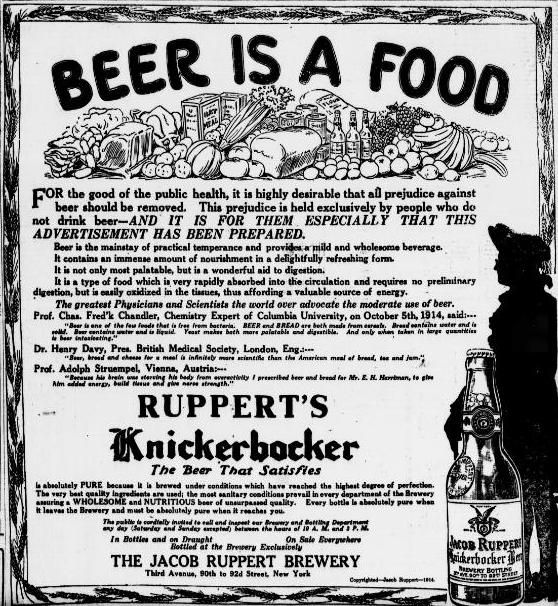 BEER IS A FOOD
FOR the good of the public health, it is highly desirable that all prejudice against
beer should be removed. This prejudice is held exclusively by people who do
not drink beer—AND IT IS FOR THEM ESPECIALLY THAT THIS
ADVERTISEMENT HAS BEEN PREPARED.
Beer is the mainstay of practical temperance and provides a mild and wholesome beverage.
It contains an immense amount of nourishment in a delightfully refreshing form.
It is not only most palatable, but is a wonderful aid to digestion.
It is a type of food which is very rapidly absorbed into the circulation and requires no preliminary
digestion, but is easily oxidized in the tissues, thus affording a valuable source of energy.
The greatest Physicians and Scientists the world over advocate the moderate use of beer.
Prof. Chas. Fred'k Chandler, Chemistry Expert of Columbia University, on October 5th, 1914, said:--
"Beer is one of the few foods that is free from bacteria. BEER and BREAD are both made from cereals. Bread contains water and is
solid. Beer contains water and is liquid. Yeast makes both more palatable and digestible. And only when taken in large quantities
is beer intoxicating."
Dr. Henry Davy, Pres. British Medical Society, London, Eng.:--
"Beer, bread and cheese for a meal is infinitely more scientific than the American meal of bread, tea and jam."
Prof. Adolph Struempel, Vienna, Austria:--
"Because his brain was starving his body from overactivity I prescribed beer and bread for Mr. E. H. Harriman, to give
him added energy, build tissue and give nerve strength."
RUPPERT'S
Knickerbocker
The Beer That Satisfies
is absolutely PURE because it is brewed under conditions which have reached the highest degree of perfection.
The very best quality ingredients are used; the most sanitary conditions prevail in every department of the Brewery
assuring a WHOLESOME and NUTRITIOUS beer of unsurpassed quality. Every bottle is absolutely pure when
it leaves the Brewery and must be absolutely pure when it reaches you.
The public is cordially invited to call and inspect our Brewery and Bottling Department
any day (Saturday and Sunday excepted) between the hours of 10 A. M. and 3 P. M.
In Bottles and on Draught On Sale Everywhere
Bottled at the Brewery Exclusively
THE JACOB RUPPERT BREWERY
Third Avenue, 90th to 92d Street, New York
Copyrighted—Jacob Ruppert—1914.
JACOB RUPPERT
Knickerbocker Beer
BREWERY BOTTLING